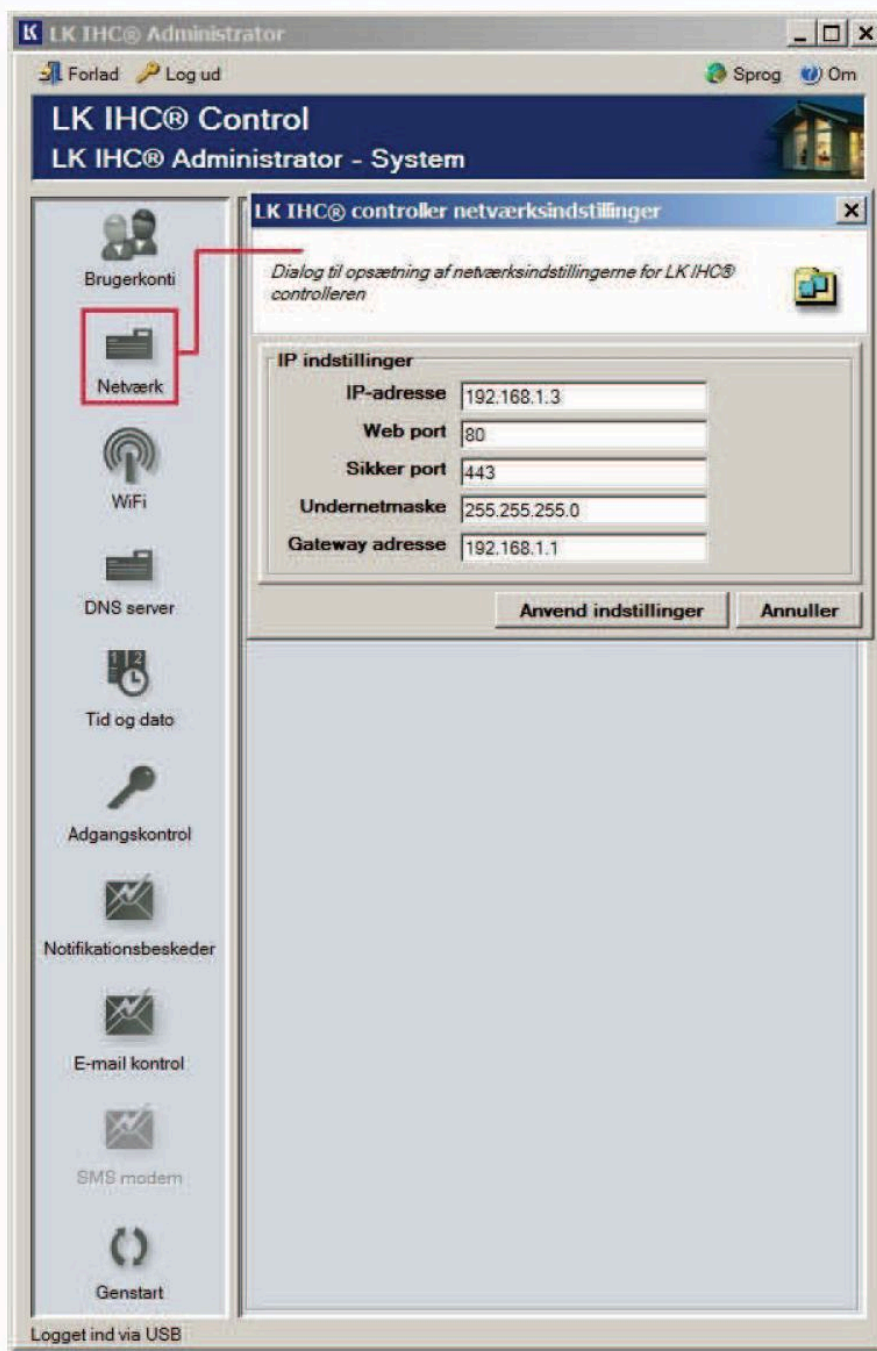 LK IHC® Administrator
Forlad Log ud Sprog Om
LK IHC® Control
LK IHC® Administrator - System
Brugerkonti
Netværk
WiFi
DNS server
Tid og dato
Adgangskontrol
Notifikationsbeskeder
E-mail kontrol
SMS modem
Genstart
LK IHC® controller netværksindstillinger
Dialog til opsætning af netværksindstillingerne for LK IHC®
controlleren
IP indstillinger
IP-adresse 192.168.1.3
Web port 80
Sikker port 443
Undernetmaske 255.255.255.0
Gateway adresse 192.168.1.1
Anvend indstillinger Annuller
Logget ind via USB